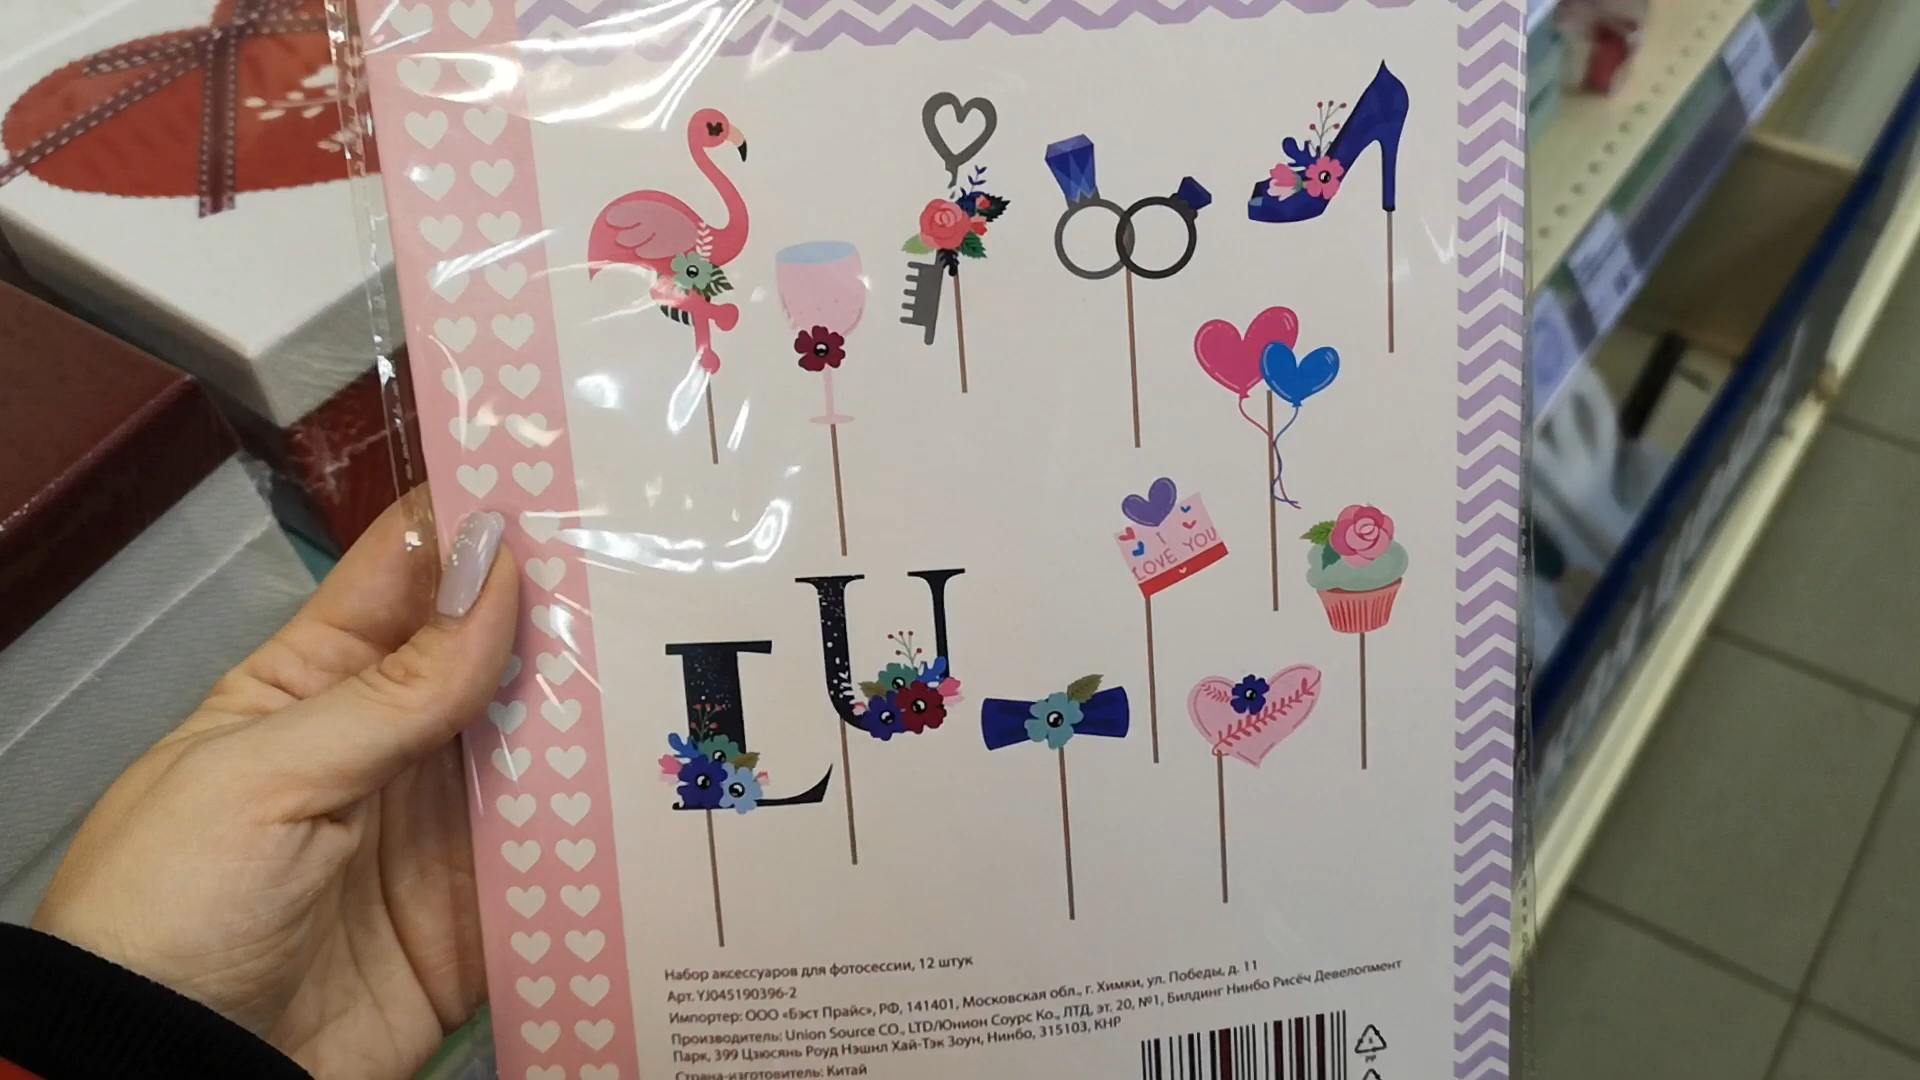 I
LOVE YOU
U
L
Набор аксессуаров для фотосессии, 12 штук
Арт. YJ045190396-2
Импортер: ООО «Бэст Прайс», РФ, 141401, Московская обл., г. Химки, ул. Победы, д. 11
Производитель: Union Source CO., LTD/Юнион Соурс Ко., ЛТД, эт. 20, №1, Билдинг Нинбо Рисёч Девелопмент
Парк, 399 Цзюсянь Роуд Нэшнл Хай-Тэк Зоун, Нинбо, 315103, КНР
Страна-изготовитель: Китай
PP